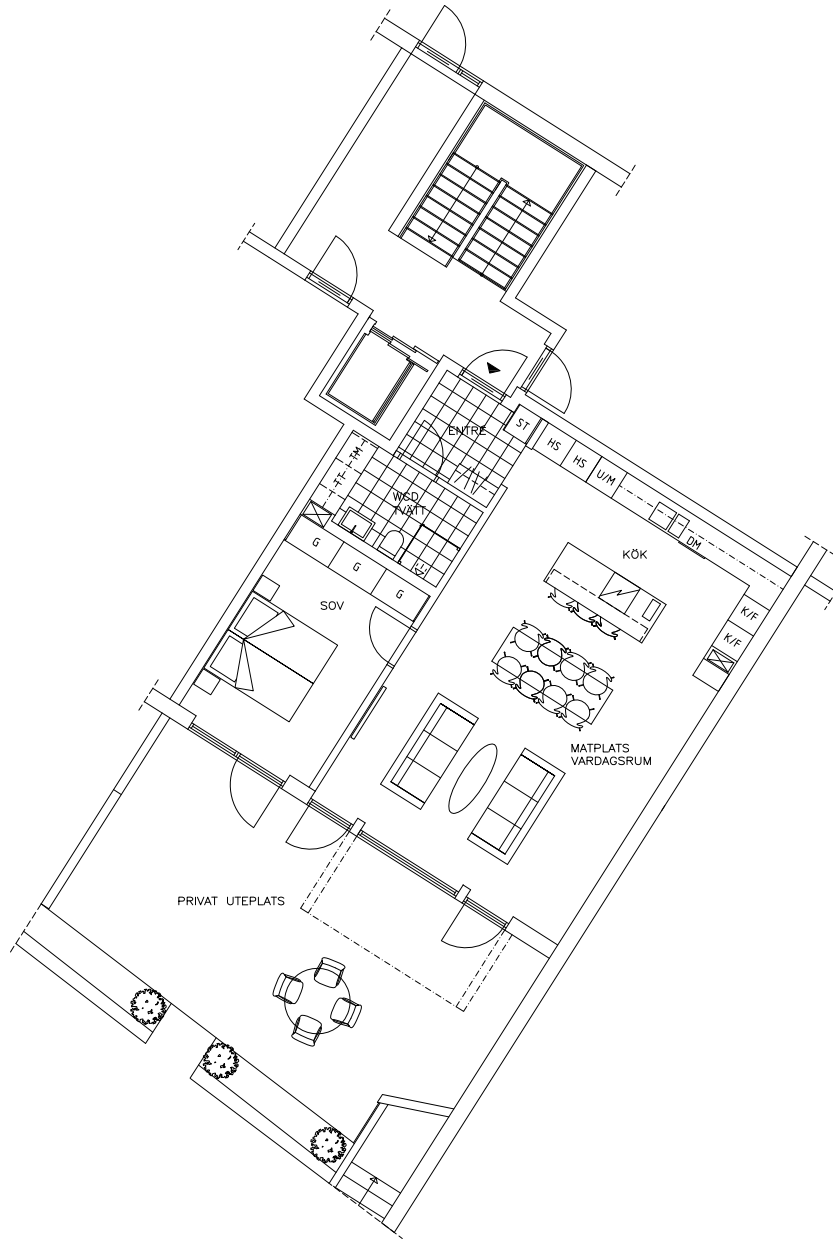 ENTRE
ST
HS
HS
U/M
DM
TM
TT
WCD
TVÄTT
KÖK
G
G
G
SOV
K/F
K/F
MATPLATS
VARDAGSRUM
PRIVAT UTEPLATS